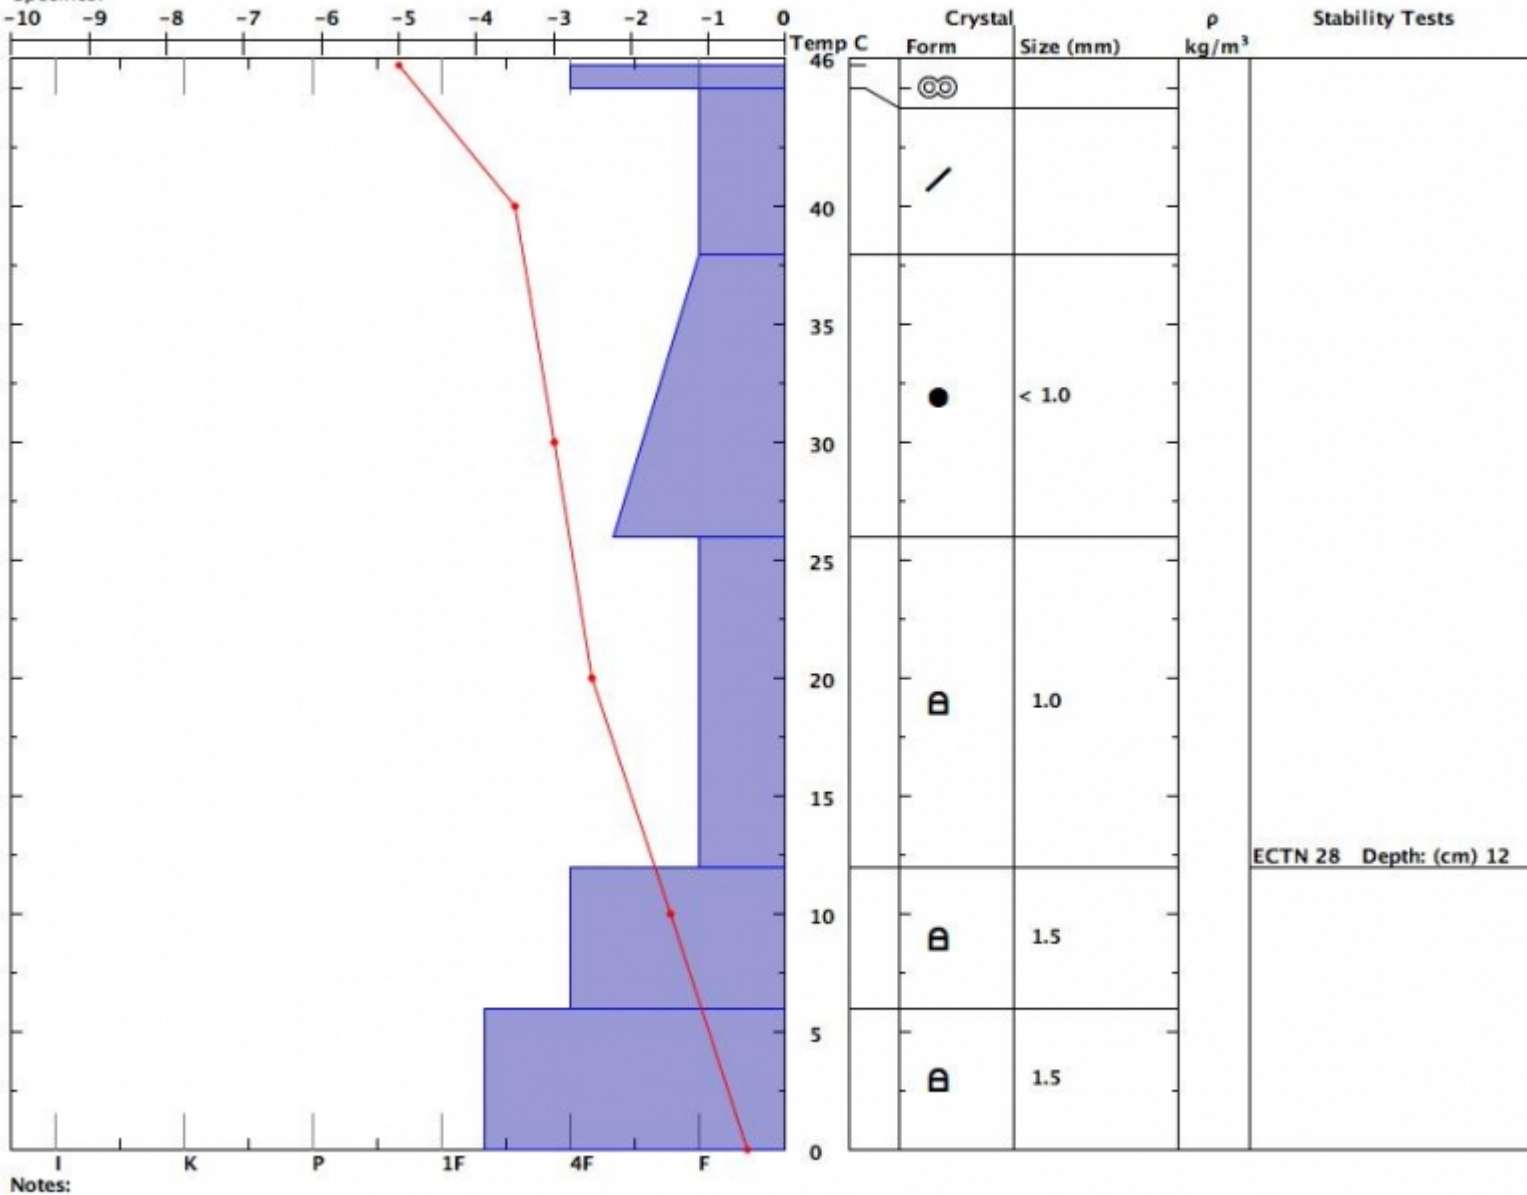 -10 -9 -8 -7 -6 -5 -4 -3 -2 -1 0 Crystal ρ Stability Tests
Temp C Form Size (mm) kg/m³
46
40
35
< 1.0
30
25
20
1.0
15
ECTN 28 Depth: (cm) 12
10
1.5
5
1.5
0
I K P 1F 4F F
Notes: